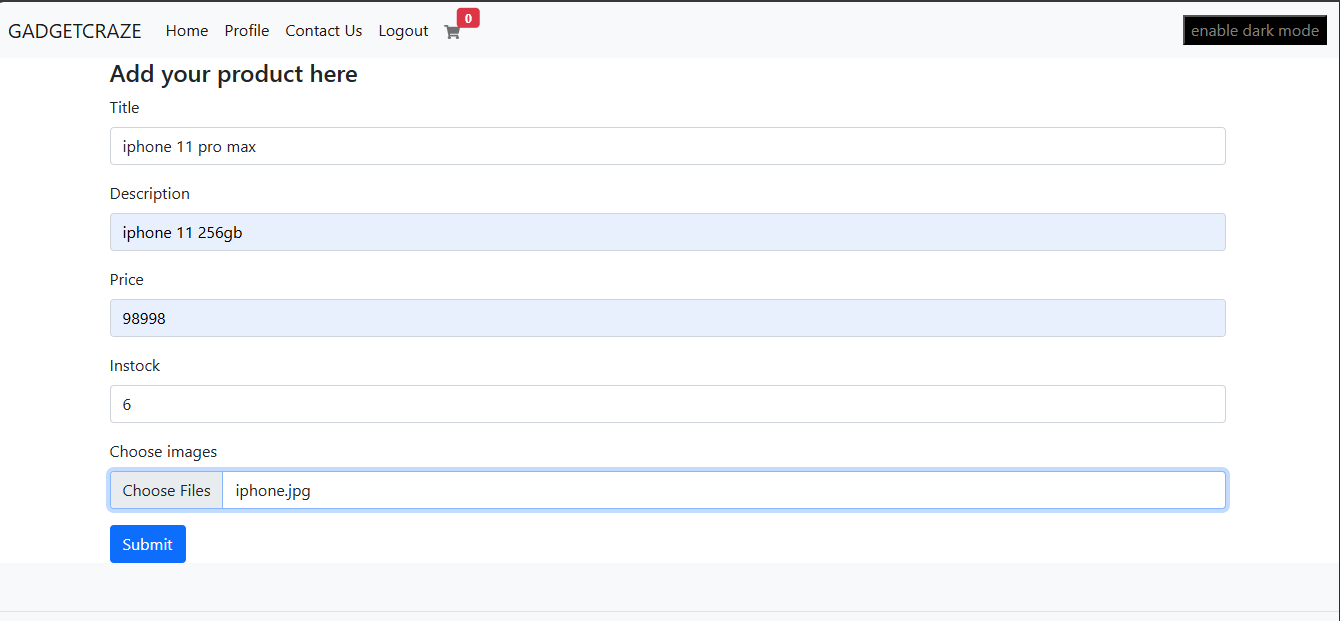 GADGETCRAZE Home Profile Contact Us Logout 0 enable dark mode
Add your product here
Title
iphone 11 pro max
Description
iphone 11 256gb
Price
98998
Instock
6
Choose images
Choose Files iphone.jpg
Submit